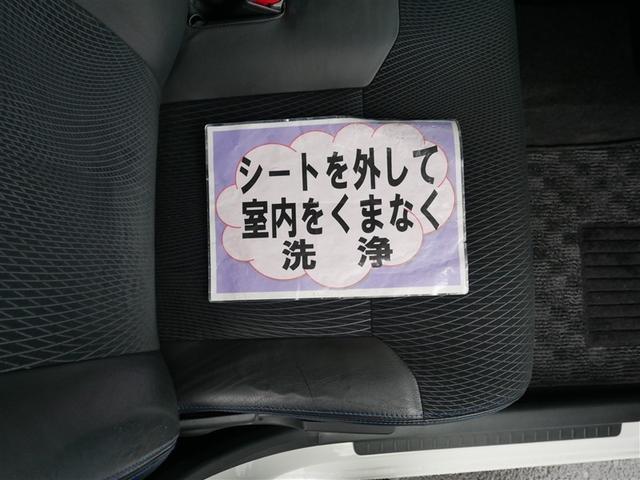 シートを外して
室内をくまなく
洗　浄